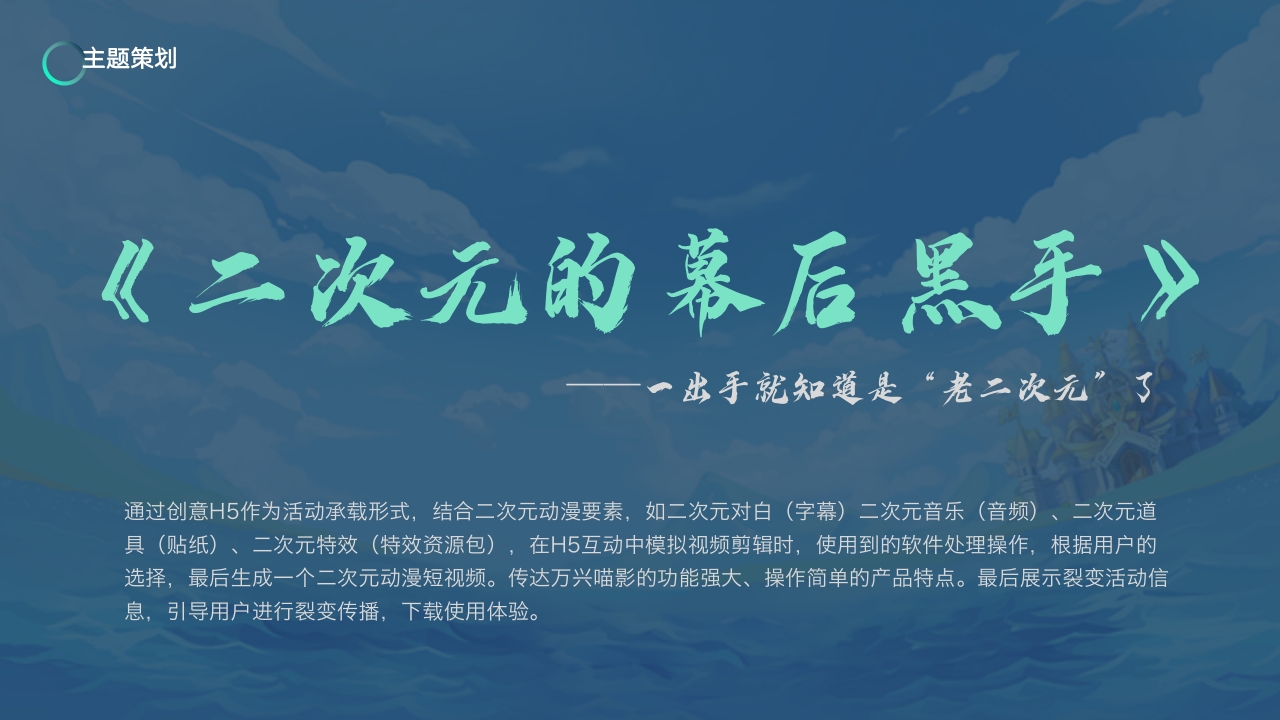 主题策划
《二次元的幕后黑手》
——一出手就知道是“老二次元”了
通过创意H5作为活动承载形式，结合二次元动漫要素，如二次元对白（字幕）二次元音乐（音频）、二次元道
具（贴纸）、二次元特效（特效资源包），在H5互动中模拟视频剪辑时，使用到的软件处理操作，根据用户的
选择，最后生成一个二次元动漫短视频。传达万兴喵影的功能强大、操作简单的产品特点。最后展示裂变活动信
息，引导用户进行裂变传播，下载使用体验。